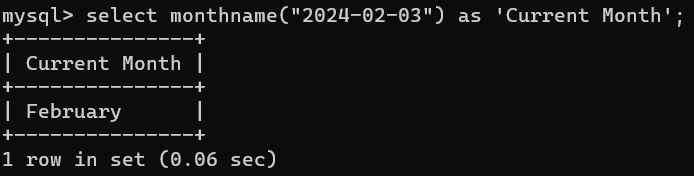 mysql> select monthname("2024-02-03") as 'Current Month';
+---------------+
| Current Month |
+---------------+
| February      |
+---------------+
1 row in set (0.06 sec)